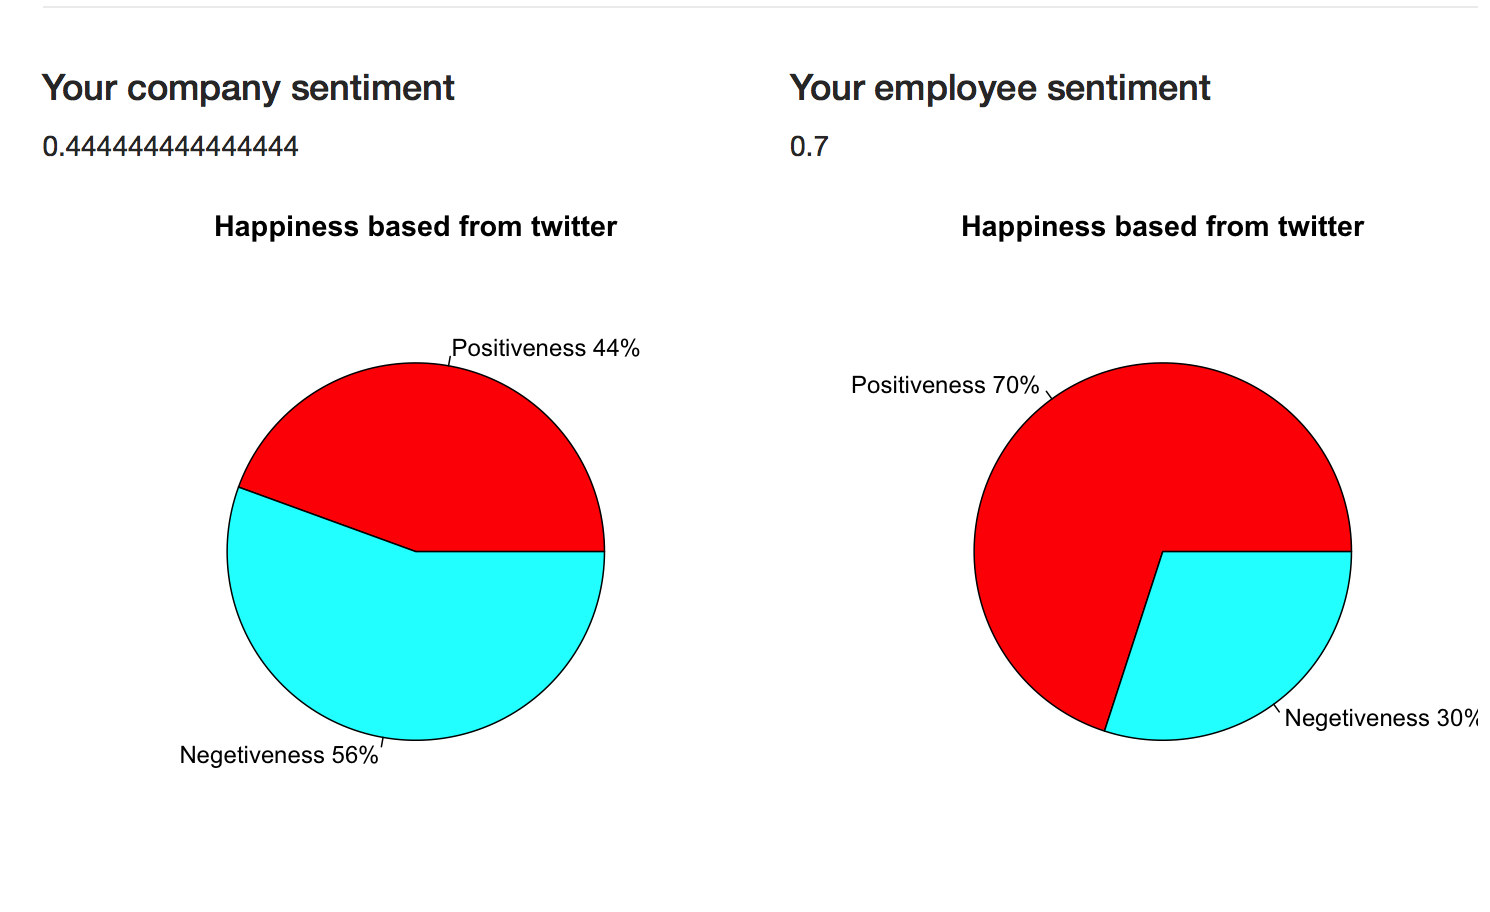 Your company sentiment
0.444444444444444
Happiness based from twitter
Positiveness 44%
Negetiveness 56%
Your employee sentiment
0.7
Happiness based from twitter
Positiveness 70%
Negetiveness 30%